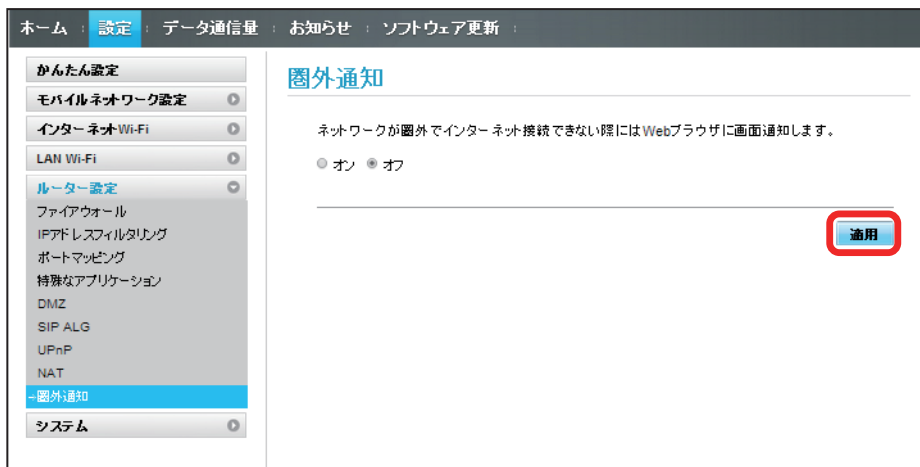 ホーム 設定 データ通信量 お知らせ ソフトウェア更新
かんたん設定
モバイルネットワーク設定
インターネットWi-Fi
LAN Wi-Fi
ルーター設定
ファイアウォール
IPアドレスフィルタリング
ポートマッピング
特殊なアプリケーション
DMZ
SIP ALG
UPnP
NAT
圏外通知
システム
圏外通知
ネットワークが圏外でインターネット接続できない際にはWebブラウザに画面通知します。
オン オフ
適用